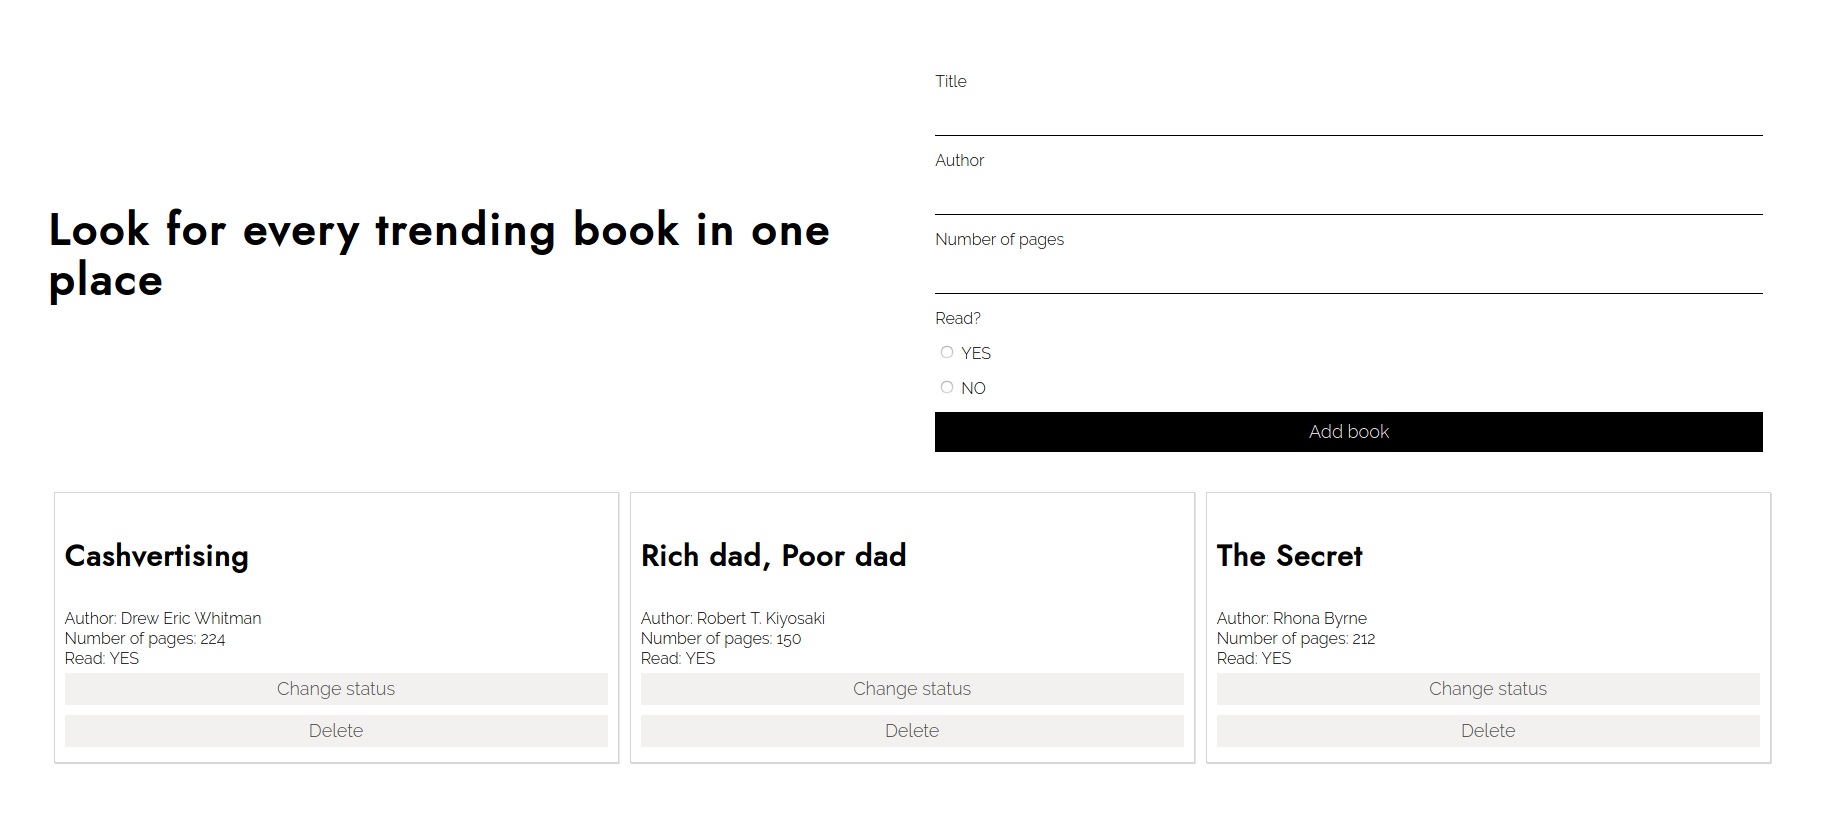 Look for every trending book in one
place
Title
Author
Number of pages
Read?
YES
NO
Add book
Cashvertising
Author: Drew Eric Whitman
Number of pages: 224
Read: YES
Change status
Delete
Rich dad, Poor dad
Author: Robert T. Kiyosaki
Number of pages: 150
Read: YES
Change status
Delete
The Secret
Author: Rhona Byrne
Number of pages: 212
Read: YES
Change status
Delete